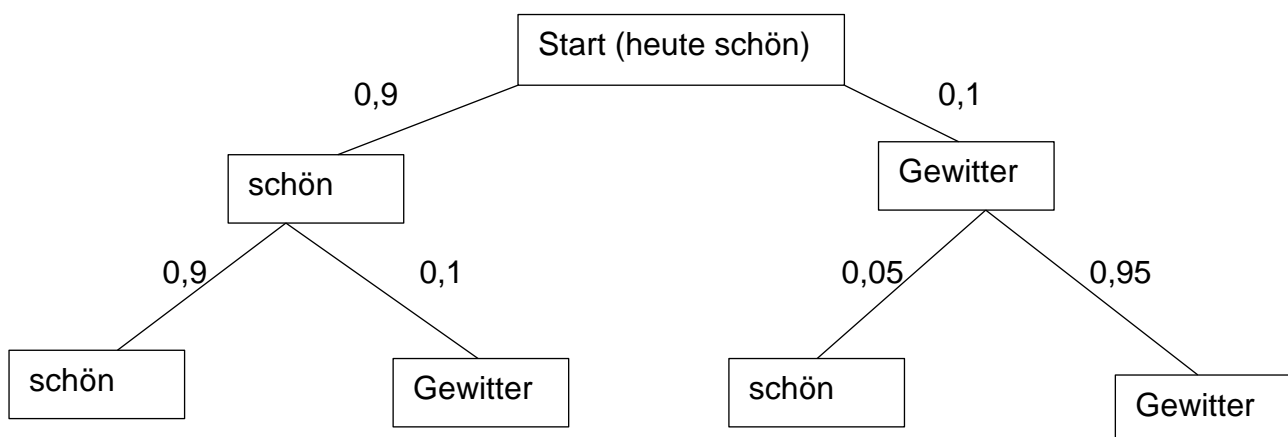 Start (heute schön)
0,9
0,1
schön
Gewitter
0,9
0,1
0,05
0,95
schön
Gewitter
schön
Gewitter